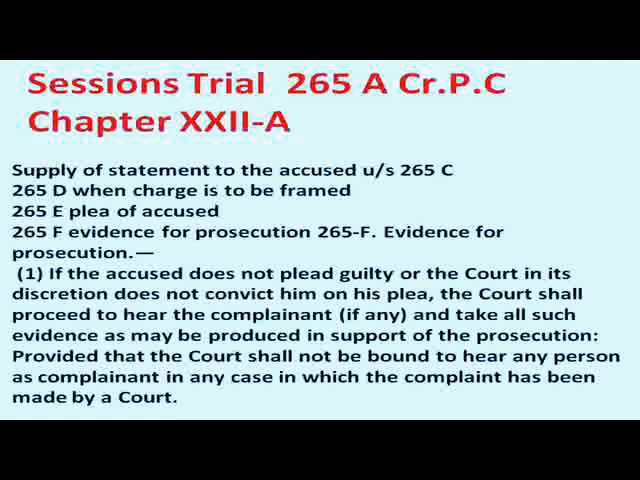 Sessions Trial  265 A Cr.P.C
Chapter XXII-A
Supply of statement to the accused u/s 265 C
265 D when charge is to be framed
265 E plea of accused
265 F evidence for prosecution 265-F. Evidence for
prosecution.—
(1) If the accused does not plead guilty or the Court in its
discretion does not convict him on his plea, the Court shall
proceed to hear the complainant (if any) and take all such
evidence as may be produced in support of the prosecution:
Provided that the Court shall not be bound to hear any person
as complainant in any case in which the complaint has been
made by a Court.